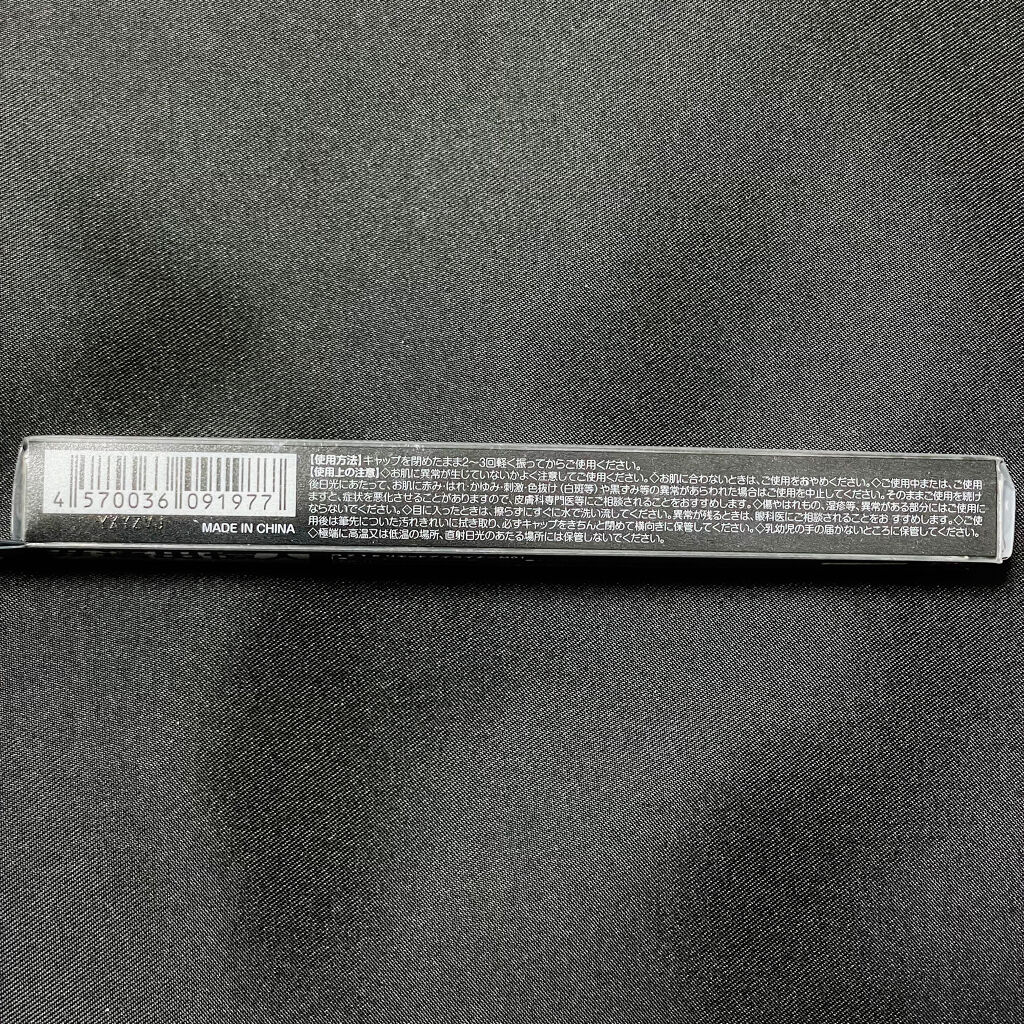 4 570036 091977
MADE IN CHINA
【使用方法】キャップを閉めたまま2〜3回軽く振ってからご使用ください。
【使用上の注意】◇お肌に異常が生じていないかよく注意してご使用ください。◇お肌に合わないときは、ご使用をおやめください。◇ご使用中または、ご使用
後日光にあたって、お肌に赤み・はれ・かゆみ・刺激・色抜け(白斑等)や黒ずみ等の異常があらわれた場合はご使用を中止してください。そのまま使用を続け
ますと、症状を悪化させることがありますので、皮膚科専門医等にご相談されることをおすすめします。◇傷やはれもの、湿疹等、異常がある部分にはご使用に
ならないでください。◇目に入ったときは、擦らずにすぐに水で洗い流してください。異常が残るときは、眼科医にご相談されることをおすすめします。◇ご使
用後は筆先についた汚れきれいに拭き取り、必ずキャップをきちんと閉めて横向きに保管してください。◇乳幼児の手の届かないところに保管してください。
◇極端に高温又は低温の場所、直射日光のあたる場所には保管しないでください。